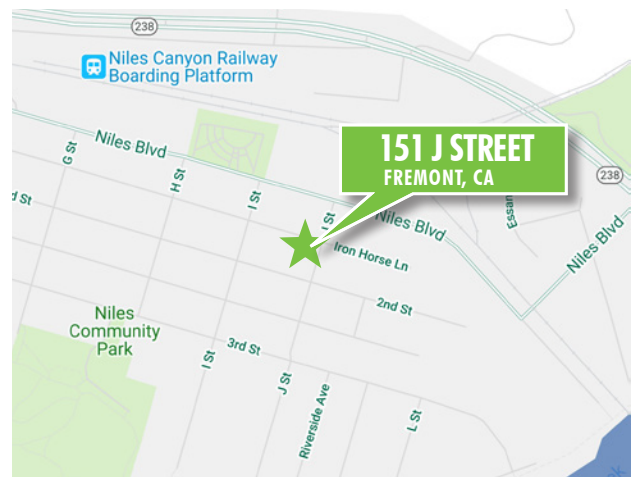 238
Niles Canyon Railway
Boarding Platform
Niles Blvd
G St
H St
I St
151 J STREET
FREMONT, CA
238
d St
J St
Niles Blvd
Essan
Niles Blvd
Iron Horse Ln
2nd St
Niles
Community
Park
3rd St
I St
J St
Riverside Ave
L St